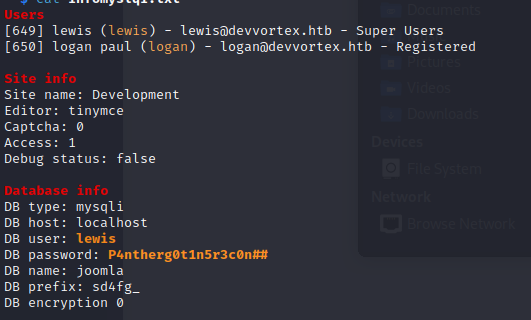 $ cat infomysql.txt
Users
[649] lewis (lewis) - lewis@devvortex.htb - Super Users
[650] logan paul (logan) - logan@devvortex.htb - Registered
Site info
Site name: Development
Editor: tinymce
Captcha: 0
Access: 1
Debug status: false
Database info
DB type: mysqli
DB host: localhost
DB user: lewis
DB password: P4ntherg0t1n5r3c0n##
DB name: joomla
DB prefix: sd4fg_
DB encryption 0
Documents
Pictures
Videos
Downloads
Devices
File System
Network
Browse Network